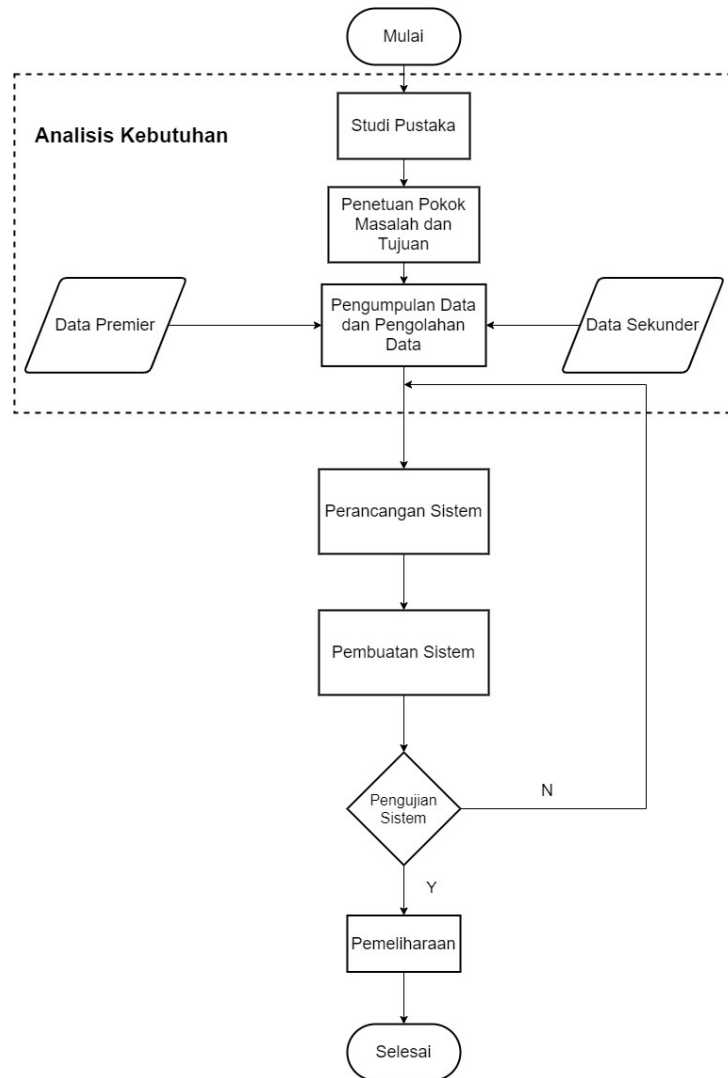 Mulai
Analisis Kebutuhan
Studi Pustaka
Penetuan Pokok
Masalah dan
Tujuan
Data Premier
Pengumpulan Data
dan Pengolahan
Data
Data Sekunder
Perancangan Sistem
Pembuatan Sistem
Pengujian
Sistem
N
Y
Pemeliharaan
Selesai